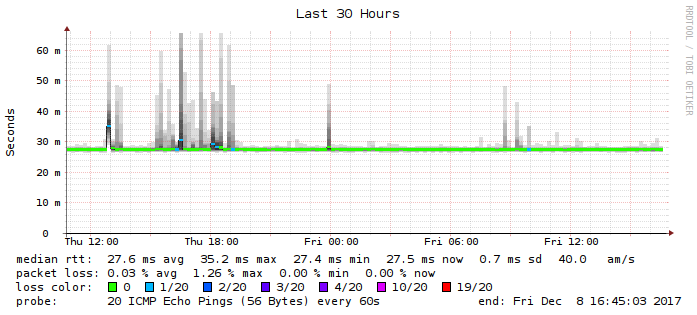 Last 30 Hours
RRDTOOL / TOBI OETIKER
Seconds
60 m
50 m
40 m
30 m
20 m
10 m
0
Thu 12:00 Thu 18:00 Fri 00:00 Fri 06:00 Fri 12:00
median rtt: 27.6 ms avg 35.2 ms max 27.4 ms min 27.5 ms now 0.7 ms sd 40.0 am/s
packet loss: 0.03 % avg 1.26 % max 0.00 % min 0.00 % now
loss color: 0 1/20 2/20 3/20 4/20 10/20 19/20
probe: 20 ICMP Echo Pings (56 Bytes) every 60s end: Fri Dec 8 16:45:03 2017